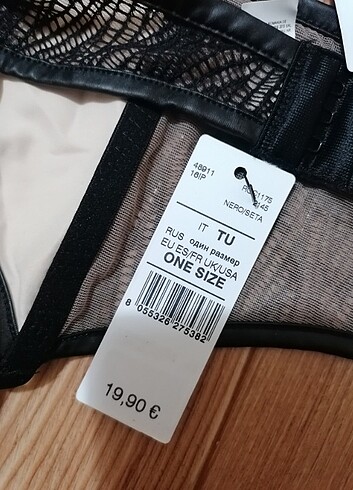 48911
16IP
NERO/SETA
IT TU
RUS один размер
EU ES/FR UK/USA
ONE SIZE
8 055326 275382
19,90 €